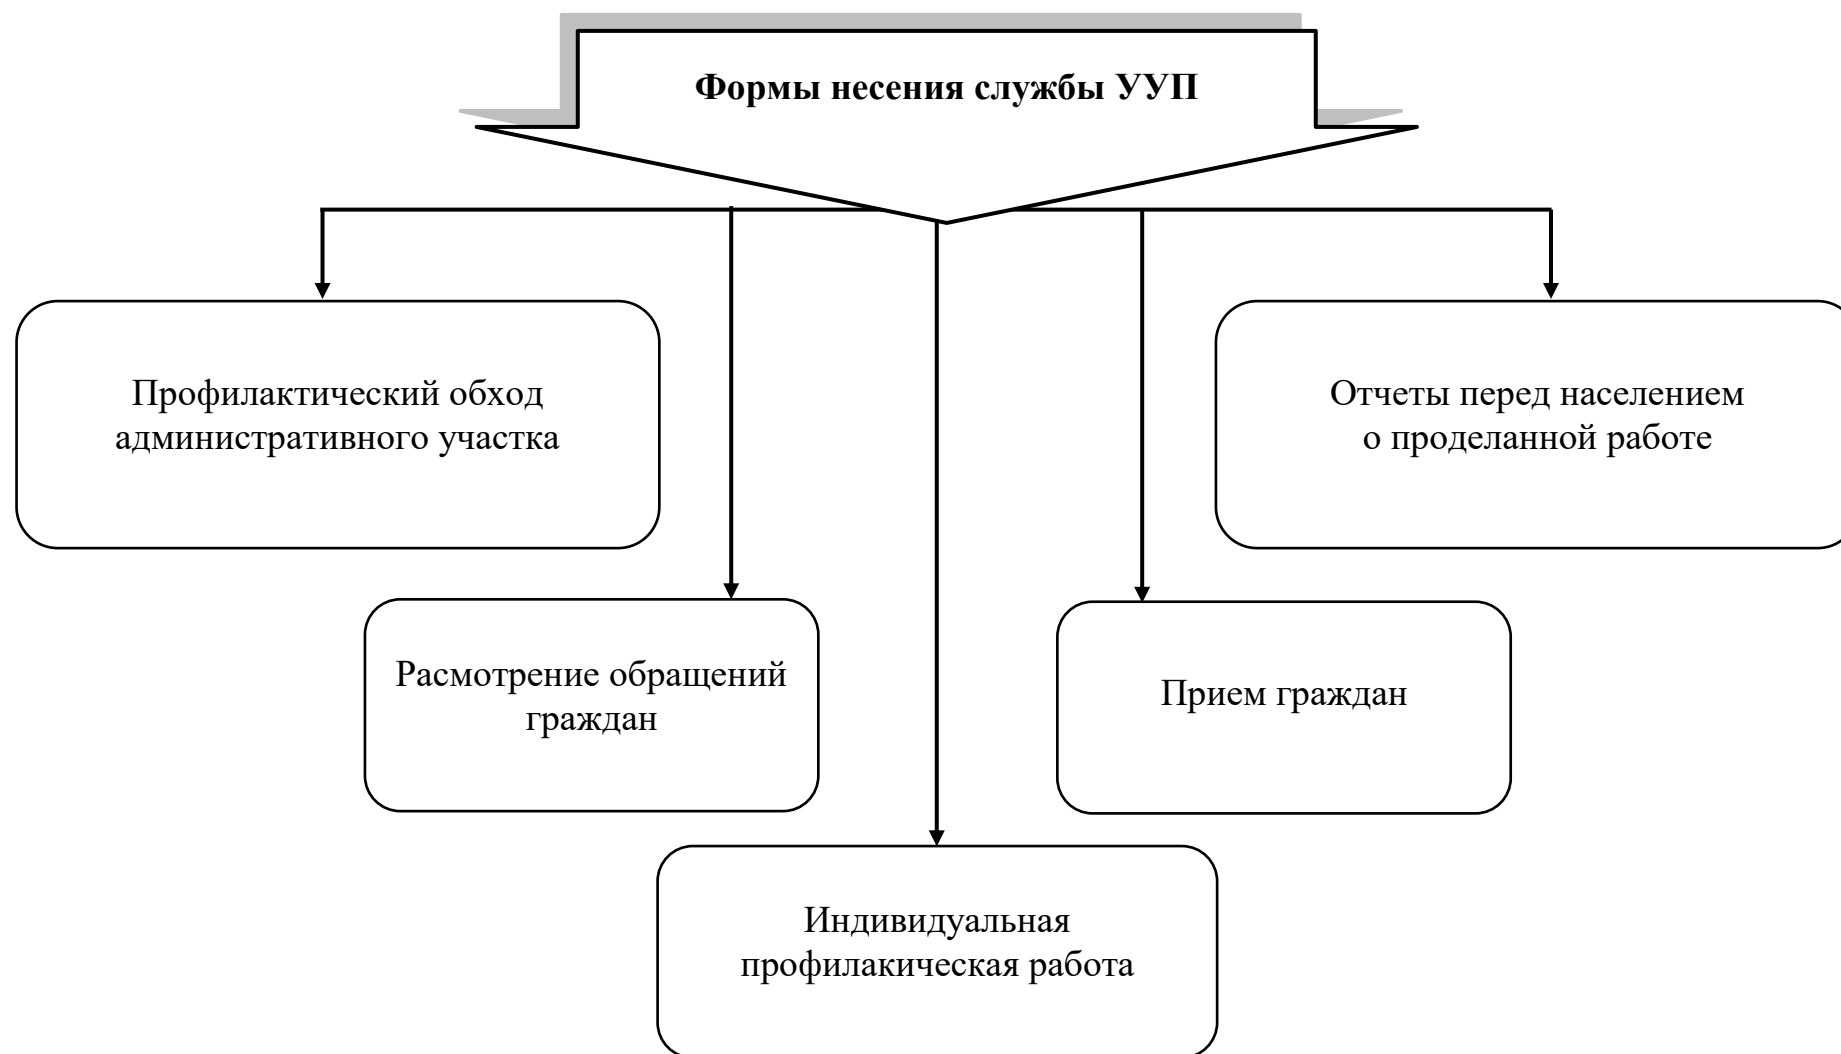 Формы несения службы УУП
Профилактический обход
административного участка
Отчеты перед населением
о проделанной работе
Расмотрение обращений
граждан
Прием граждан
Индивидуальная
профилакическая работа